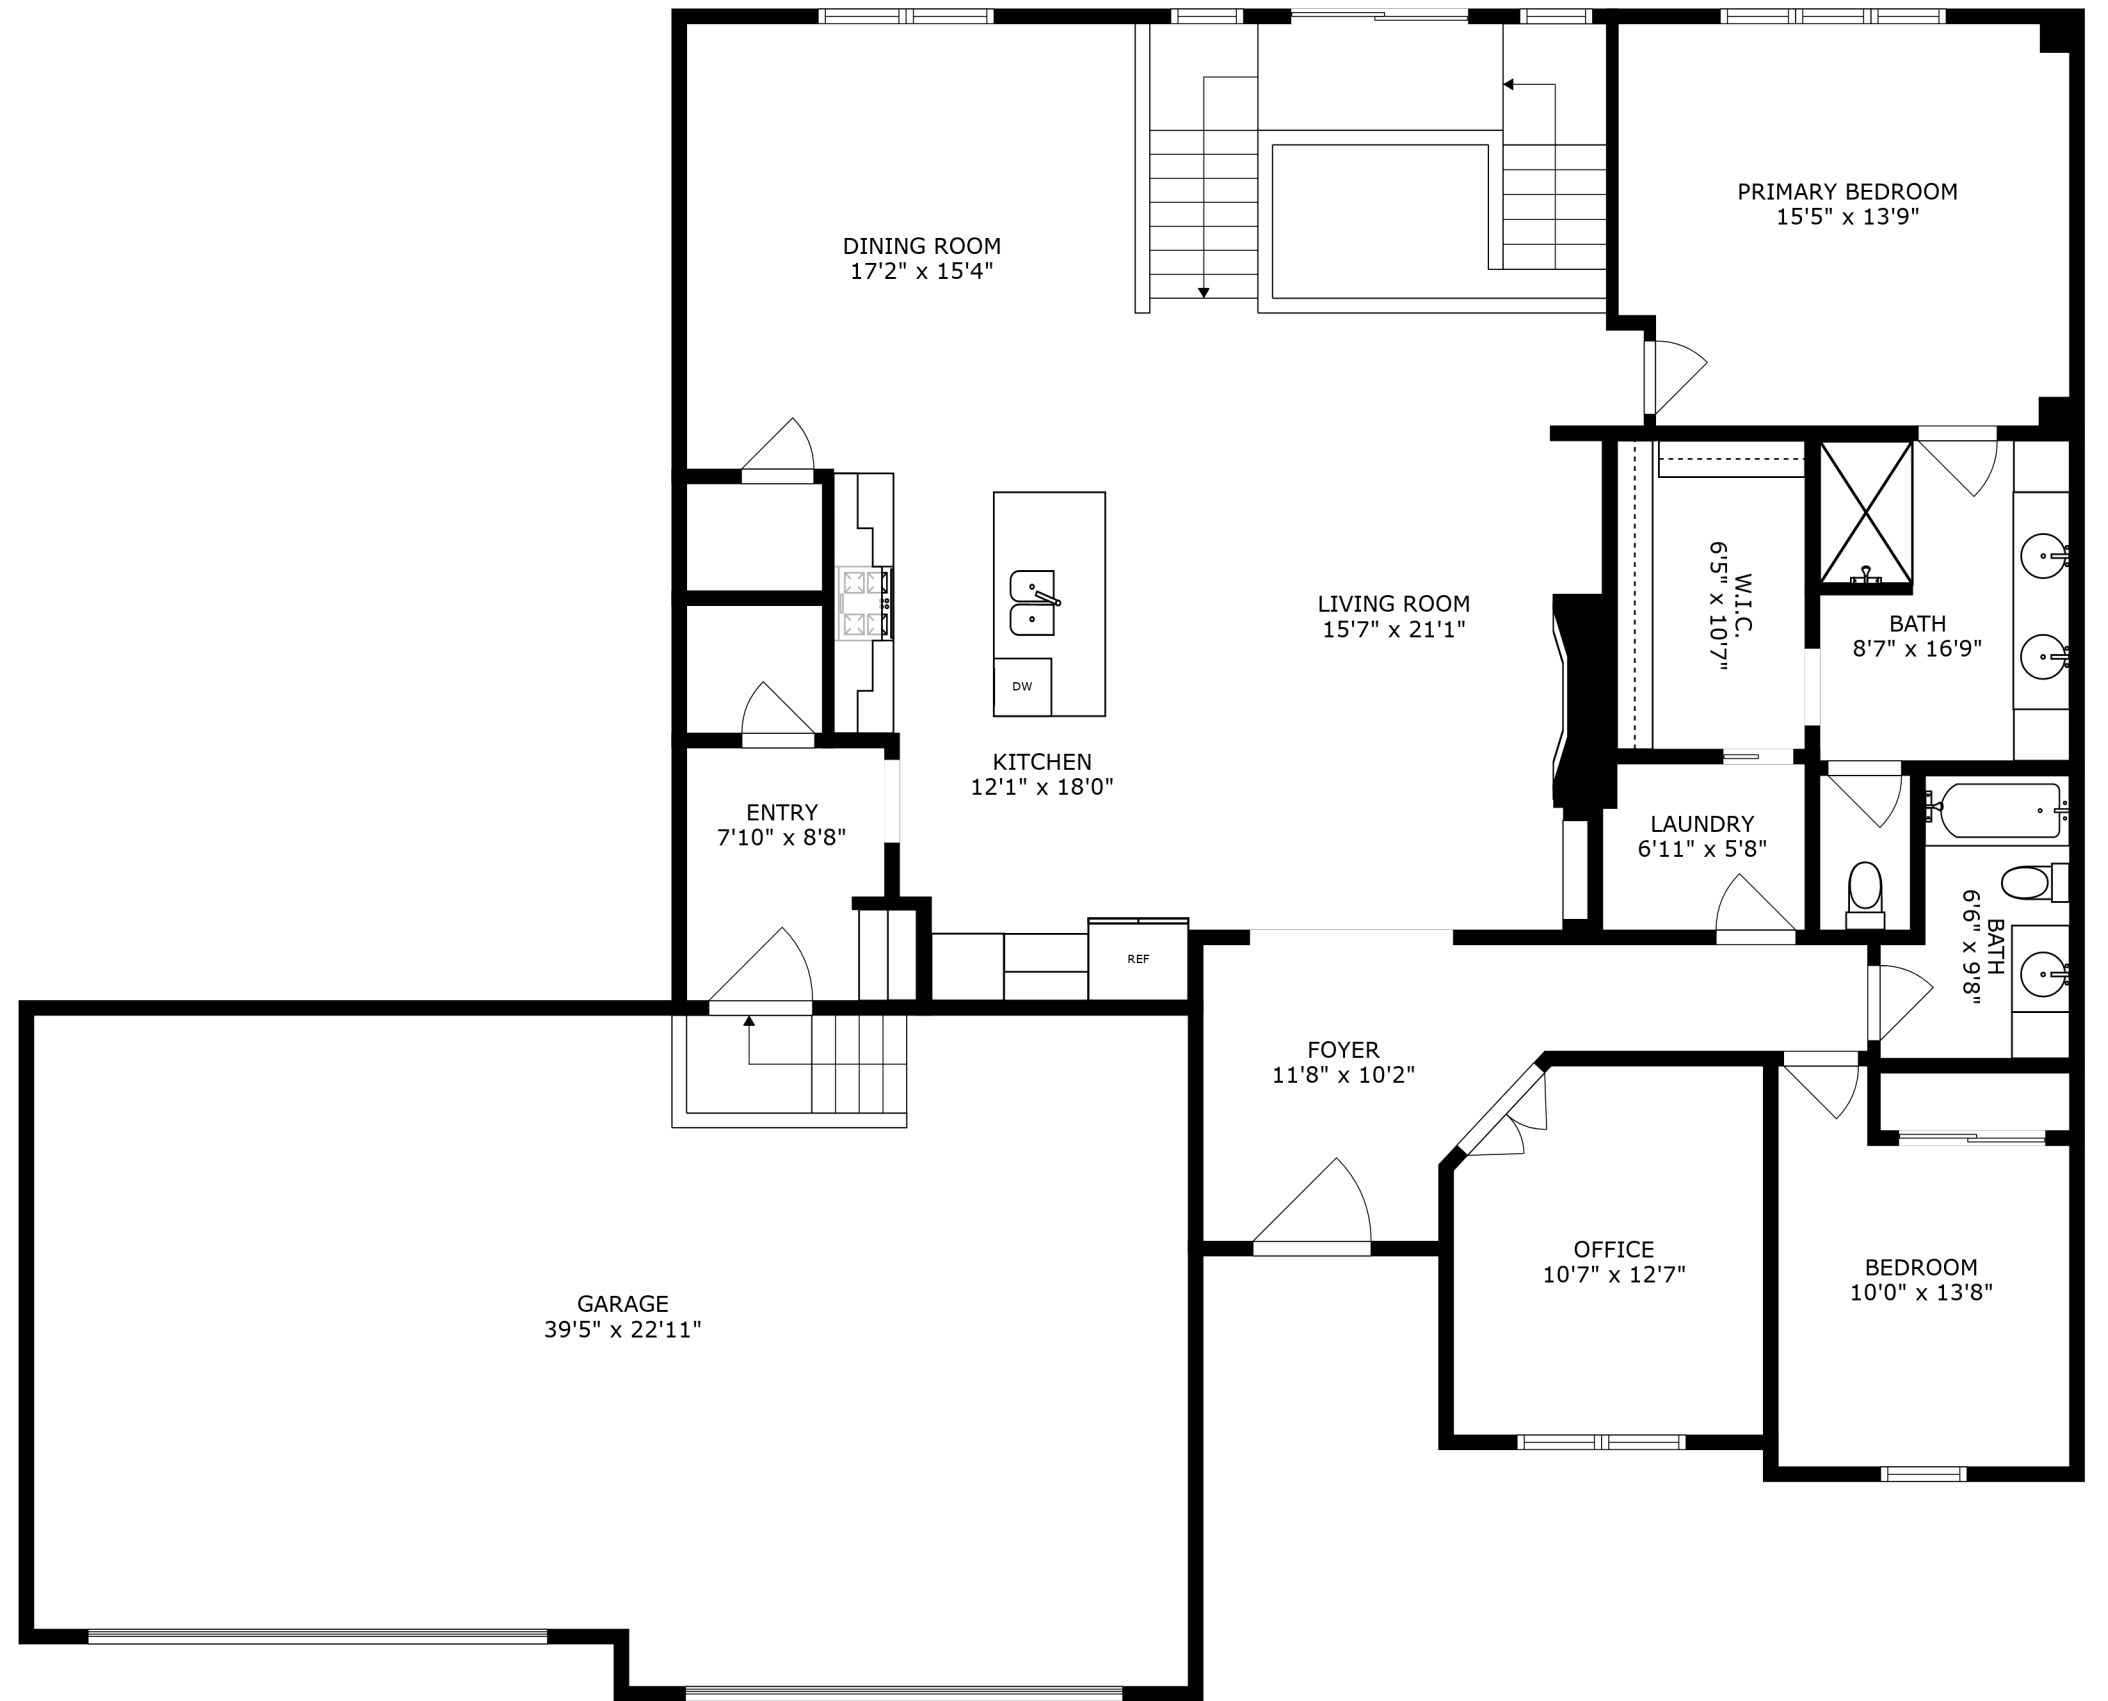 PRIMARY BEDROOM
15'5" x 13'9"
DINING ROOM
17'2" x 15'4"
LIVING ROOM
15'7" x 21'1"
W.I.C.
6'5" x 10'7"
BATH
8'7" x 16'9"
DW
KITCHEN
12'1" x 18'0"
ENTRY
7'10" x 8'8"
LAUNDRY
6'11" x 5'8"
BATH
6'6" x 9'8"
REF
FOYER
11'8" x 10'2"
OFFICE
10'7" x 12'7"
BEDROOM
10'0" x 13'8"
GARAGE
39'5" x 22'11"